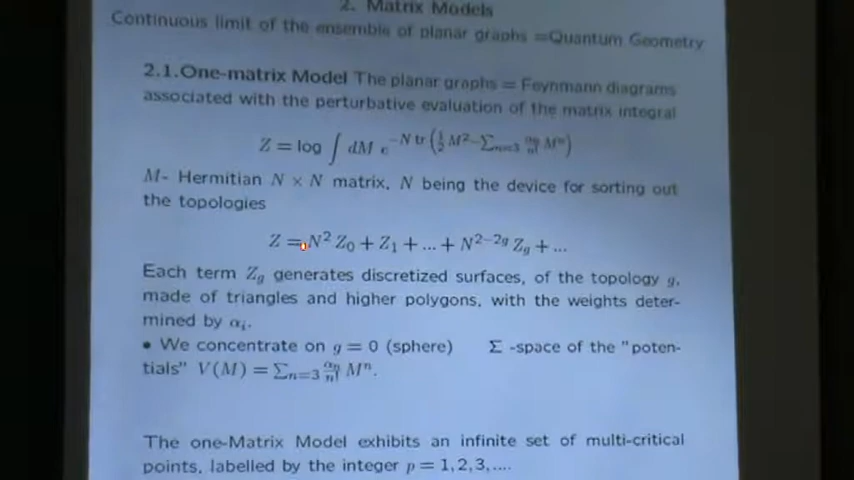 2. Matrix Models
Continuous limit of the ensemble of planar graphs =Quantum Geometry
2.1.One-matrix Model The planar graphs = Feynmann diagrams
associated with the perturbative evaluation of the matrix integral
Z = log ∫ dM e^{-N tr (½ M² - Σ_{n=3} α_n/n! M^n)}
M- Hermitian N × N matrix, N being the device for sorting out
the topologies
Z = N² Z₀ + Z₁ + ... + N^{2-2g} Z_g + ...
Each term Z_g generates discretized surfaces, of the topology g,
made of triangles and higher polygons, with the weights deter-
mined by α_i.
• We concentrate on g = 0 (sphere) Σ -space of the "poten-
tials" V(M) = Σ_{n=3} α_n/n! M^n.
The one-Matrix Model exhibits an infinite set of multi-critical
points, labelled by the integer p = 1, 2, 3, ....